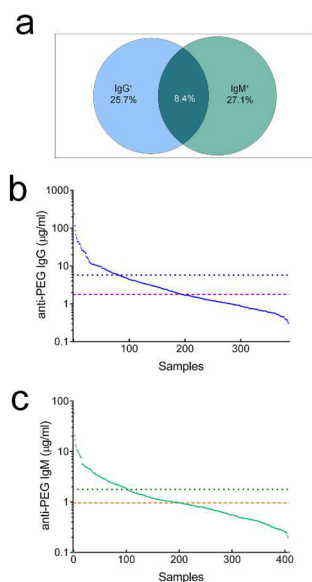 a
IgG⁺
25.7%
8.4%
IgM⁺
27.1%
b
anti-PEG IgG (µg/ml)
1000
100
10
1
0.1
100
200
300
Samples
c
anti-PEG IgM (µg/ml)
100
10
1
0.1
0
100
200
300
400
Samples